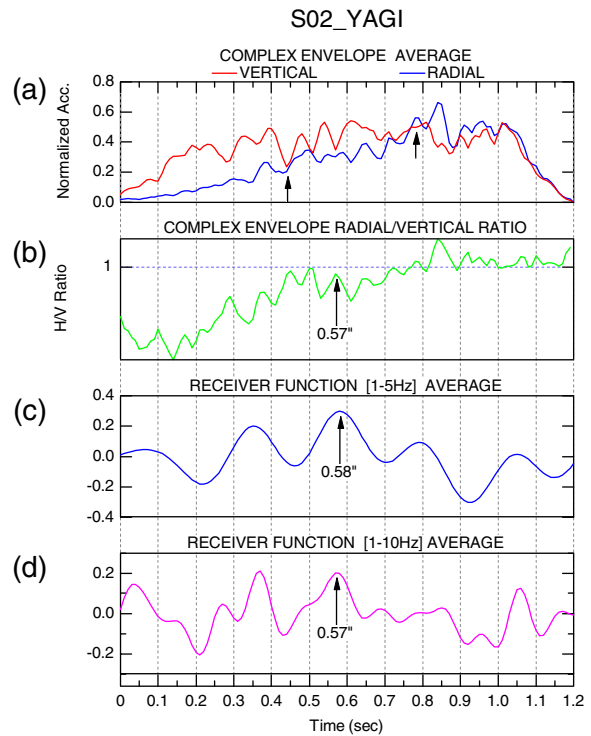 S02_YAGI
COMPLEX ENVELOPE AVERAGE
VERTICAL RADIAL
(a)
Normalized Acc.
0.8
0.6
0.4
0.2
0.0
COMPLEX ENVELOPE RADIAL/VERTICAL RATIO
(b)
H/V Ratio
1
0.57"
RECEIVER FUNCTION [1-5Hz] AVERAGE
(c)
0.4
0.2
0.0
-0.2
-0.4
0.58"
RECEIVER FUNCTION [1-10Hz] AVERAGE
(d)
0.2
0.0
-0.2
0.57"
0 0.1 0.2 0.3 0.4 0.5 0.6 0.7 0.8 0.9 1.0 1.1 1.2
Time (sec)